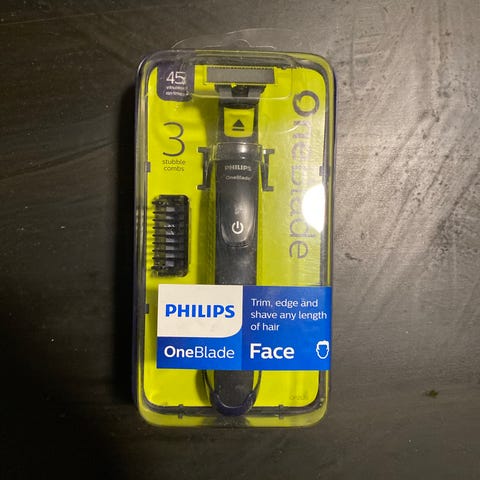 45
3
stubble
combs
OneBlade
PHILIPS
OneBlade
PHILIPS
Trim, edge and
shave any length
of hair
OneBlade
Face